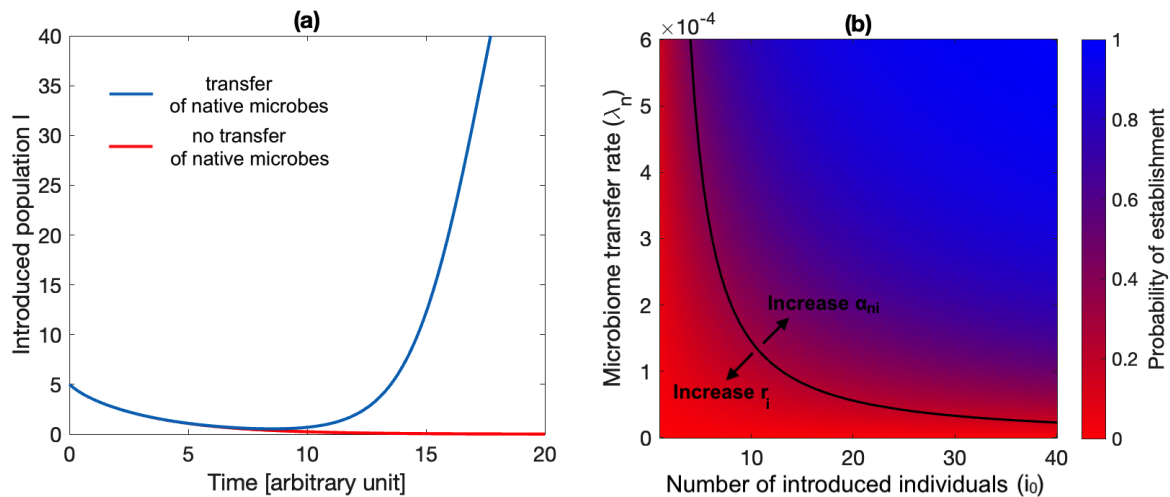 (a)
40
35
30
25
20
15
10
5
0
Introduced population I
transfer
of native microbes
no transfer
of native microbes
0
5
10
15
20
Time [arbitrary unit]
(b)
×10⁻⁴
6
5
4
3
2
1
0
Microbiome transfer rate (λₙ)
Increase αₙᵢ
Increase rᵢ
10
20
30
40
Number of introduced individuals (i₀)
1
0.8
0.6
0.4
0.2
0
Probability of establishment